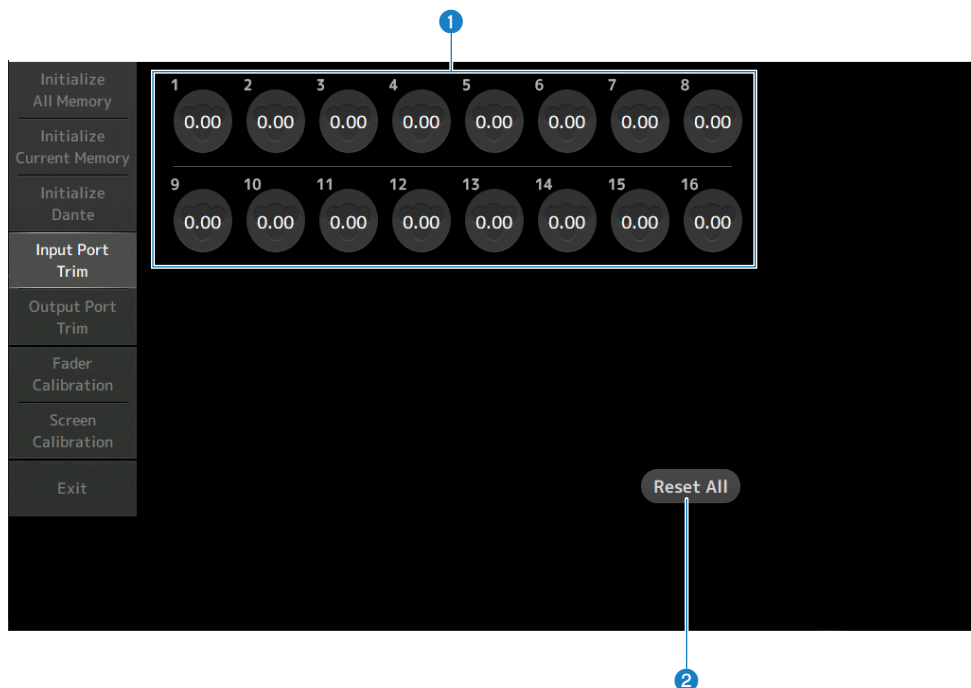 1
Initialize
All Memory
Initialize
Current Memory
Initialize
Dante
Input Port
Trim
Output Port
Trim
Fader
Calibration
Screen
Calibration
Exit
1 2 3 4 5 6 7 8
0.00 0.00 0.00 0.00 0.00 0.00 0.00 0.00
9 10 11 12 13 14 15 16
0.00 0.00 0.00 0.00 0.00 0.00 0.00 0.00
Reset All
2